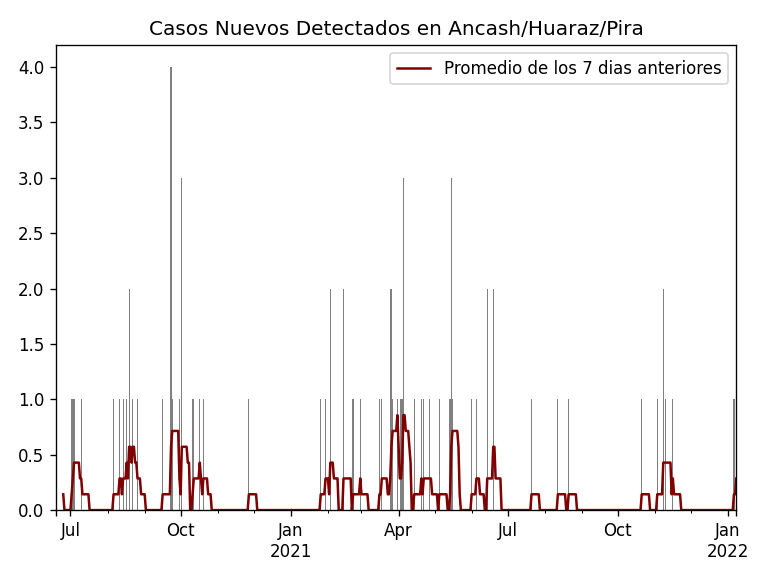 Casos Nuevos Detectados en Ancash/Huaraz/Pira
Promedio de los 7 dias anteriores
4.0
3.5
3.0
2.5
2.0
1.5
1.0
0.5
0.0
Jul
Oct
Jan
2021
Apr
Jul
Oct
Jan
2022